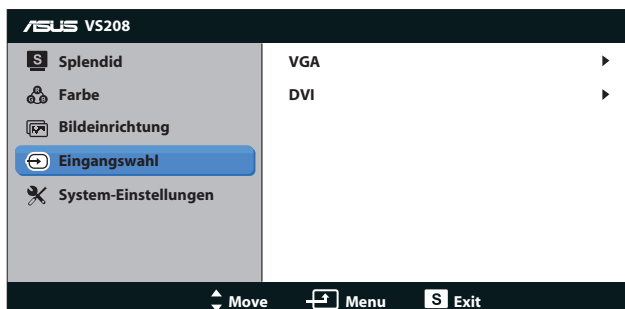 ASUS VS208
S Splendid
Farbe
Bildeinrichtung
Eingangswahl
System-Einstellungen
VGA
DVI
Move Menu S Exit